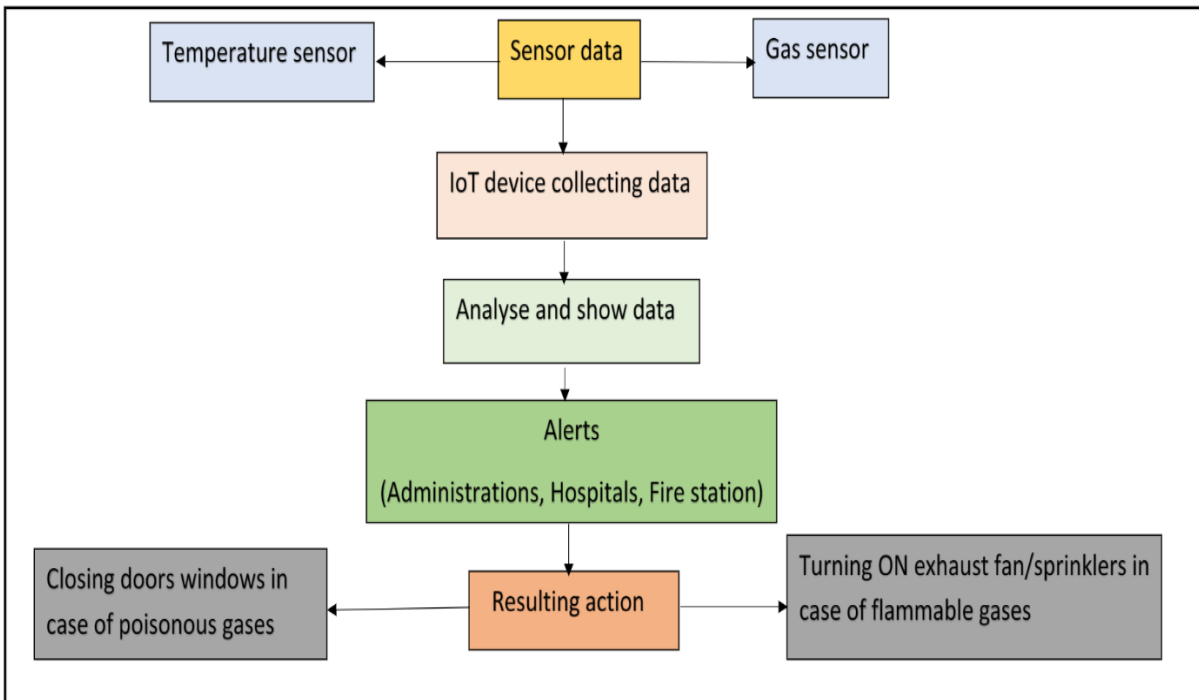 Temperature sensor
Sensor data
Gas sensor
IoT device collecting data
Analyse and show data
Alerts
(Administrations, Hospitals, Fire station)
Closing doors windows in
case of poisonous gases
Resulting action
Turning ON exhaust fan/sprinklers in
case of flammable gases